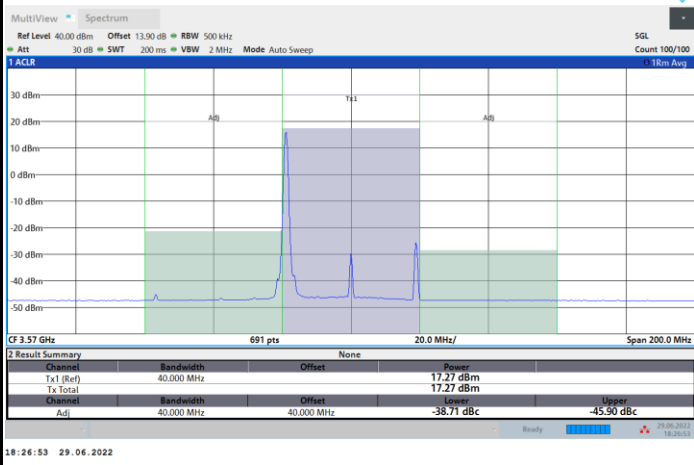 MultiView Spectrum
Ref Level 40.00 dBm Offset 13.90 dB RBW 500 kHz SGL
Att 30 dB SWT 200 ms VBW 2 MHz Mode Auto Sweep Count 100/100
1 ACLR 1Rm Avg
30 dBm
Tx1
20 dBm
Adj Adj
10 dBm
0 dBm
-10 dBm
-20 dBm
-30 dBm
-40 dBm
-50 dBm
CF 3.57 GHz 691 pts 20.0 MHz/ Span 200.0 MHz
2 Result Summary None
Channel Bandwidth Offset Power
Tx1 (Ref) 40.000 MHz 17.27 dBm
Tx Total 17.27 dBm
Channel Bandwidth Offset Lower Upper
Adj 40.000 MHz 40.000 MHz -38.71 dBc -45.90 dBc
Ready 29.06.2022
18:26:53
18:26:53 29.06.2022